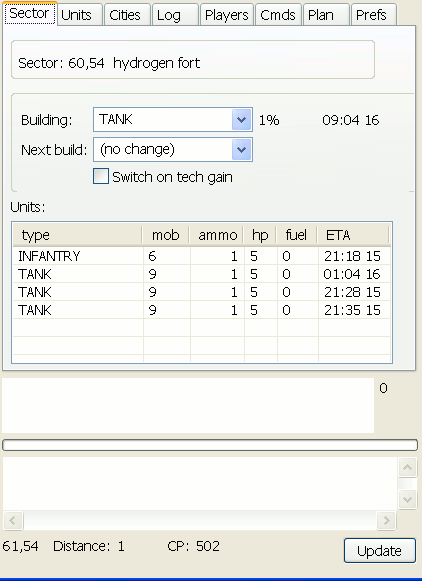 Sector Units Cities Log Players Cmds Plan Prefs
Sector: 60,54 hydrogen fort
Building: TANK 1% 09:04 16
Next build: (no change)
Switch on tech gain
Units:
type mob ammo hp fuel ETA
INFANTRY 6 1 5 0 21:18 15
TANK 9 1 5 0 01:04 16
TANK 9 1 5 0 21:28 15
TANK 9 1 5 0 21:35 15
0
61,54 Distance: 1 CP: 502 Update